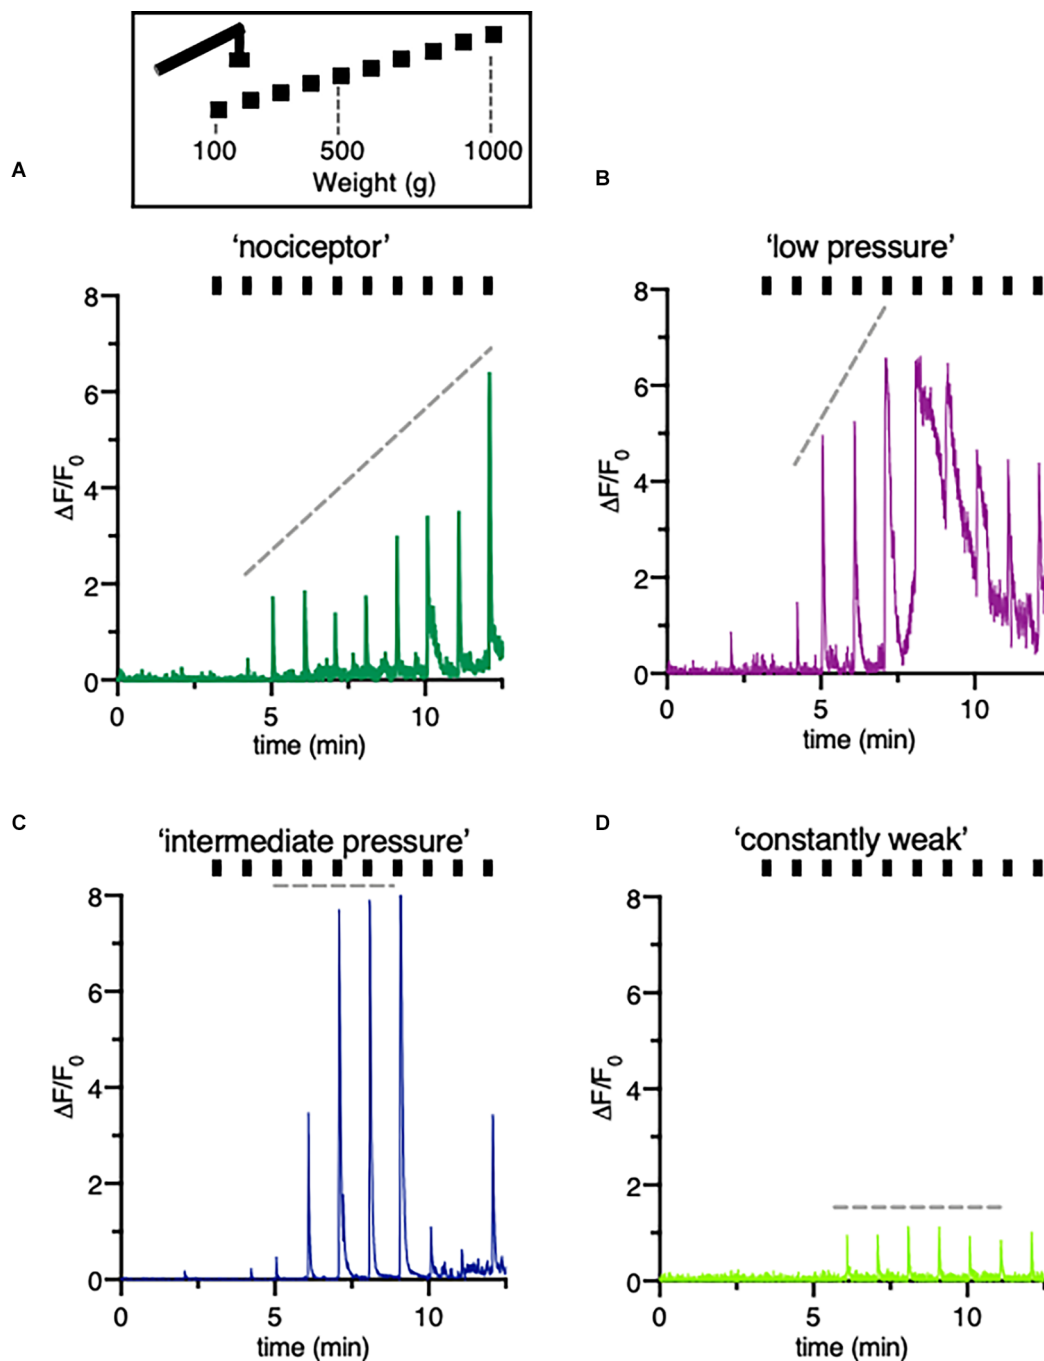 100 500 1000
Weight (g)
A
B
‘nociceptor’
8
6
4
2
0
ΔF/F0
0 5 10
time (min)
‘low pressure’
8
6
4
2
0
ΔF/F0
0 5 10
time (min)
C
‘intermediate pressure’
8
6
4
2
0
ΔF/F0
0 5 10
time (min)
D
‘constantly weak’
8
6
4
2
0
ΔF/F0
0 5 10
time (min)